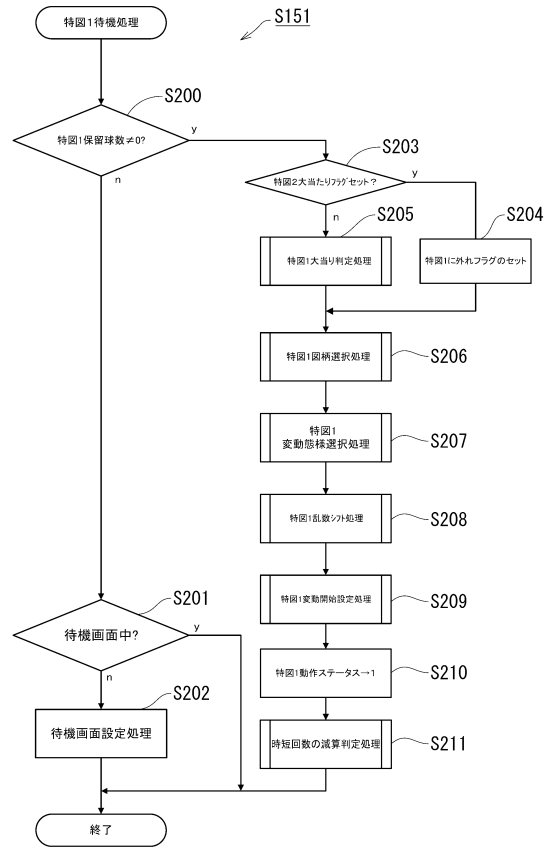 特図1待機処理
S151
S200
特図1保留球数≠0?
y
n
S203
特図2大当たりフラグセット?
y
n
S204
特図1に外れフラグのセット
S205
特図1大当り判定処理
特図1図柄選択処理
S206
特図1
変動態様選択処理
S207
特図1乱数シフト処理
S208
特図1変動開始設定処理
S209
S201
待機画面中?
y
n
特図1動作ステータス→1
S210
S202
待機画面設定処理
時短回数の減算判定処理
S211
終了